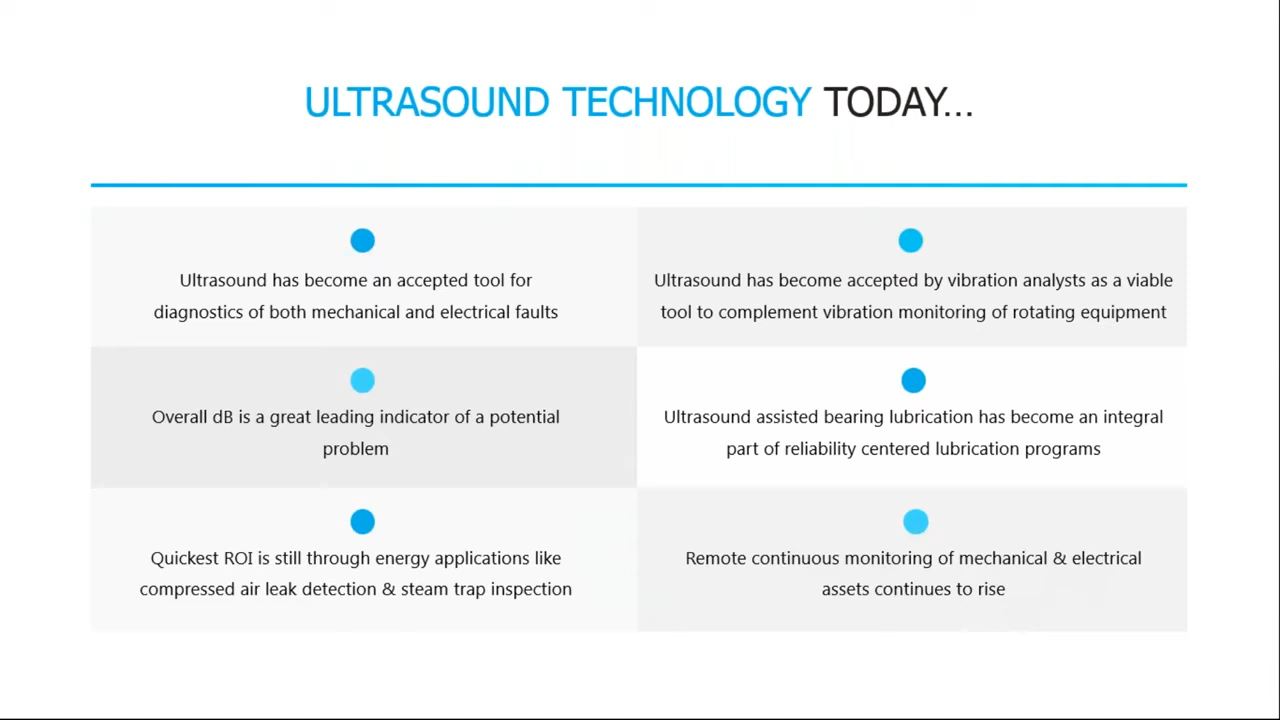 ULTRASOUND TECHNOLOGY TODAY...
Ultrasound has become an accepted tool for
diagnostics of both mechanical and electrical faults
Ultrasound has become accepted by vibration analysts as a viable
tool to complement vibration monitoring of rotating equipment
Overall dB is a great leading indicator of a potential
problem
Ultrasound assisted bearing lubrication has become an integral
part of reliability centered lubrication programs
Quickest ROI is still through energy applications like
compressed air leak detection & steam trap inspection
Remote continuous monitoring of mechanical & electrical
assets continues to rise